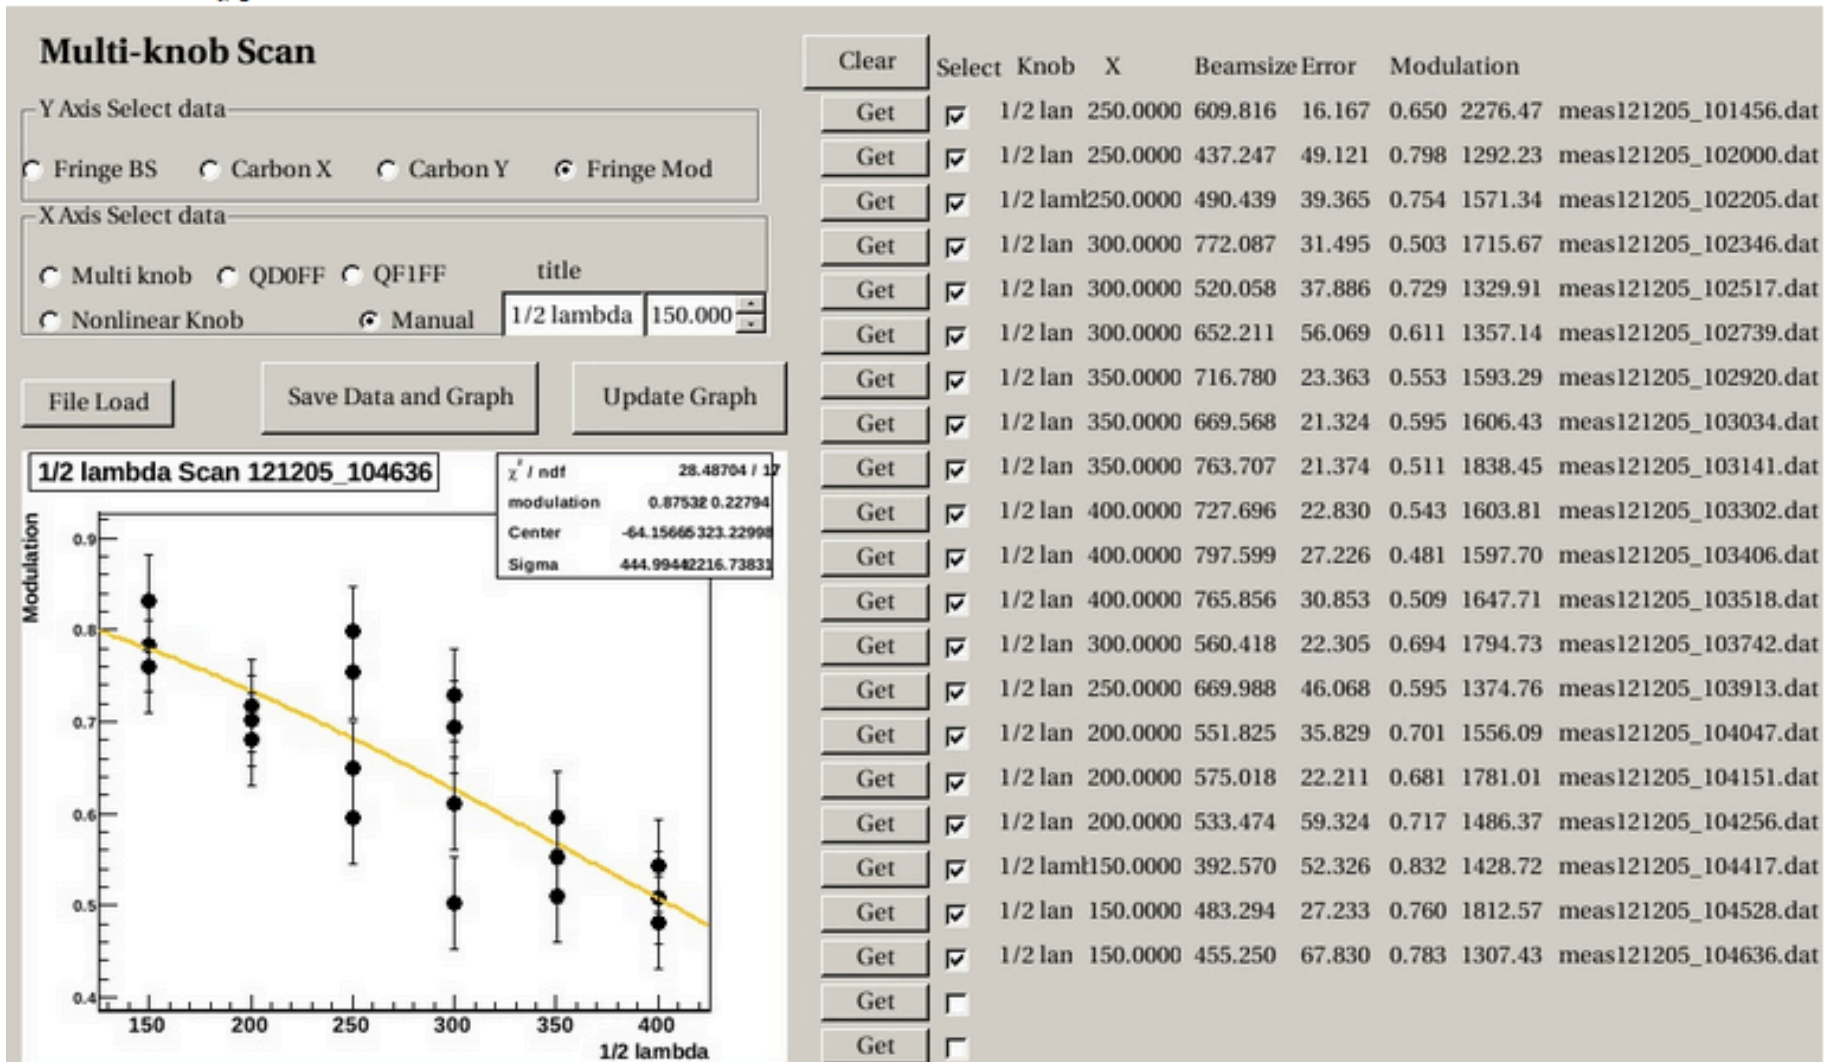 Multi-knob Scan
Y Axis Select data
Fringe BS Carbon X Carbon Y Fringe Mod
X Axis Select data
Multi knob QD0FF QF1FF title
Nonlinear Knob Manual 1/2 lambda 150.000
File Load Save Data and Graph Update Graph
1/2 lambda Scan 121205_104636
χ² / ndf 28.48704 / 17
modulation 0.87532 0.22794
Center -64.15665 323.22998
Sigma
Modulation
0.9
0.8
0.7
0.6
0.5
0.4
150 200 250 300 350 400
1/2 lambda
Clear Select Knob X Beamsize Error Modulation
Get 1/2 lan 250.0000 609.816 16.167 0.650 2276.47 meas121205_101456.dat
Get 1/2 lan 250.0000 437.247 49.121 0.798 1292.23 meas121205_102000.dat
Get 1/2 laml 250.0000 490.439 39.365 0.754 1571.34 meas121205_102205.dat
Get 1/2 lan 300.0000 772.087 31.495 0.503 1715.67 meas121205_102346.dat
Get 1/2 lan 300.0000 520.058 37.886 0.729 1329.91 meas121205_102517.dat
Get 1/2 lan 300.0000 652.211 56.069 0.611 1357.14 meas121205_102739.dat
Get 1/2 lan 350.0000 716.780 23.363 0.553 1593.29 meas121205_102920.dat
Get 1/2 lan 350.0000 669.568 21.324 0.595 1606.43 meas121205_103034.dat
Get 1/2 lan 350.0000 763.707 21.374 0.511 1838.45 meas121205_103141.dat
Get 1/2 lan 400.0000 727.696 22.830 0.543 1603.81 meas121205_103302.dat
Get 1/2 lan 400.0000 797.599 27.226 0.481 1597.70 meas121205_103406.dat
Get 1/2 lan 400.0000 765.856 30.853 0.509 1647.71 meas121205_103518.dat
Get 1/2 lan 300.0000 560.418 22.305 0.694 1794.73 meas121205_103742.dat
Get 1/2 lan 250.0000 669.988 46.068 0.595 1374.76 meas121205_103913.dat
Get 1/2 lan 200.0000 551.825 35.829 0.701 1556.09 meas121205_104047.dat
Get 1/2 lan 200.0000 575.018 22.211 0.681 1781.01 meas121205_104151.dat
Get 1/2 lan 200.0000 533.474 59.324 0.717 1486.37 meas121205_104256.dat
Get 1/2 laml 150.0000 392.570 52.326 0.832 1428.72 meas121205_104417.dat
Get 1/2 lan 150.0000 483.294 27.233 0.760 1812.57 meas121205_104528.dat
Get 1/2 lan 150.0000 455.250 67.830 0.783 1307.43 meas121205_104636.dat
Get
Get